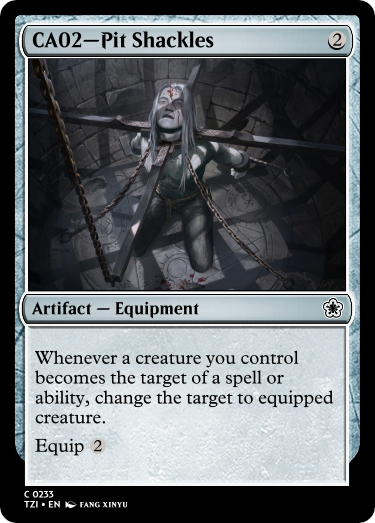 CA02—Pit Shackles 2
Artifact — Equipment
Whenever a creature you control
becomes the target of a spell or
ability, change the target to equipped
creature.
Equip 2
C 0233
TZI • EN FANG XINYU